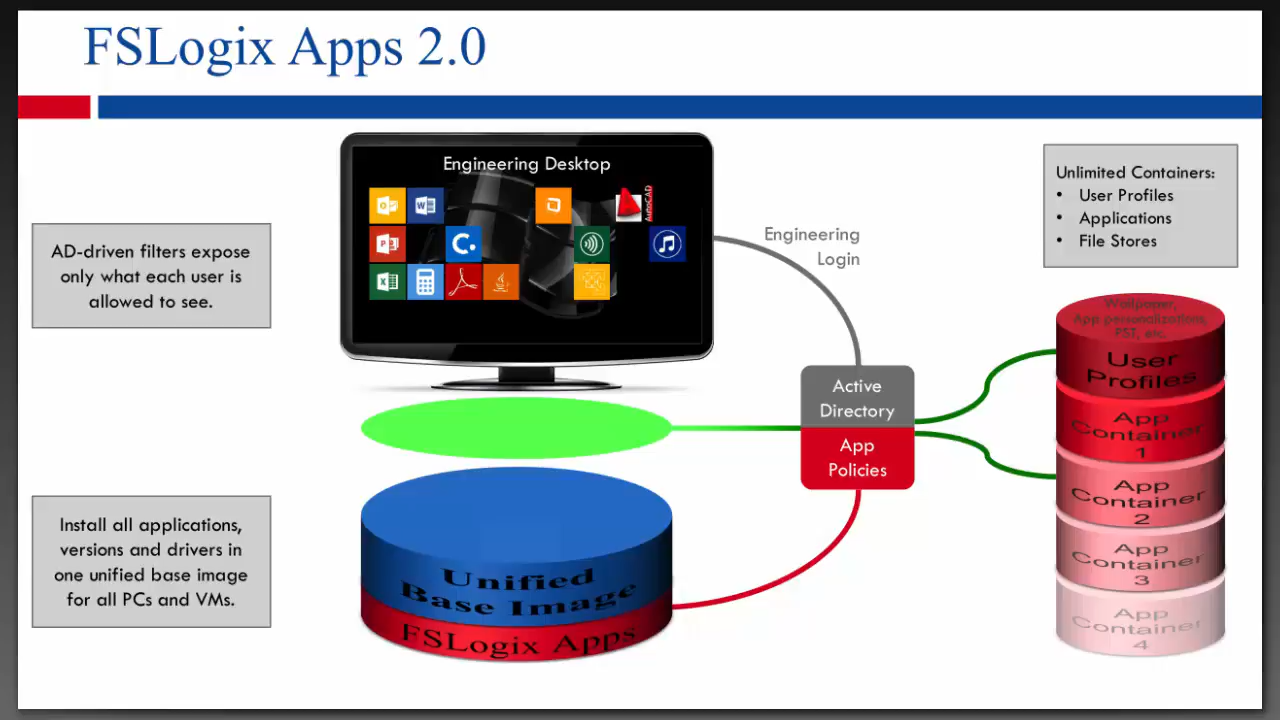 FSLogix Apps 2.0
Engineering Desktop
AutoCAD
AD-driven filters expose
only what each user is
allowed to see.
Engineering
Login
Unlimited Containers:
• User Profiles
• Applications
• File Stores
Wallpaper,
App personalizations,
PST, etc.
User
Profiles
App
Container
1
App
Container
2
App
Container
3
App
Container
4
Active
Directory
App
Policies
Install all applications,
versions and drivers in
one unified base image
for all PCs and VMs.
Unified
Base Image
FSLogix Apps